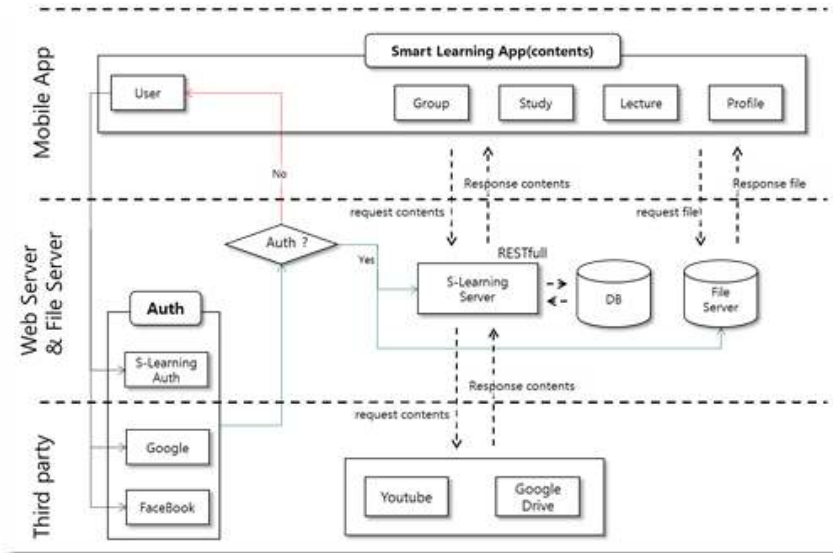 Mobile App
Smart Learning App(contents)
User
Group
Study
Lecture
Profile
No
Response contents
Response file
request contents
request file
Web Server
& File Server
Auth ?
Yes
RESTfull
S-Learning
Server
DB
File
Server
Auth
S-Learning
Auth
Response contents
request contents
Third party
Google
FaceBook
Youtube
Google
Drive